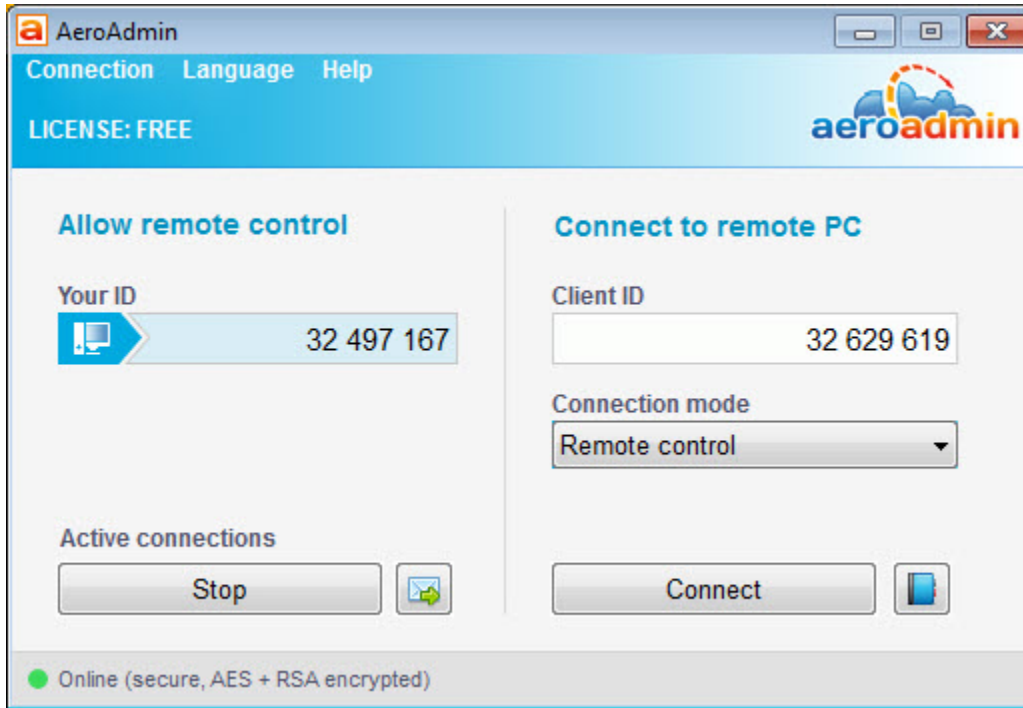 a AeroAdmin
Connection Language Help
LICENSE: FREE
aeroadmin
Allow remote control
Your ID
32 497 167
Active connections
Stop
Connect to remote PC
Client ID
32 629 619
Connection mode
Remote control
Connect
Online (secure, AES + RSA encrypted)